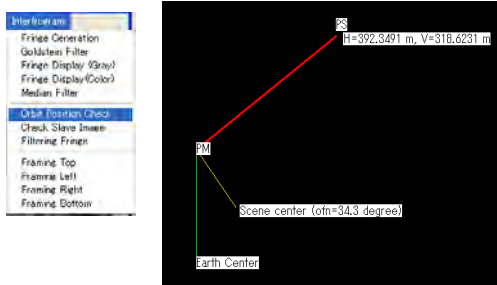 Interferogram
Fringe Generation
Goldstein Filter
Fringe Display (Gray)
Fringe Display(Color)
Median Filter
Orbit Position Check
Check Slave Image
Filtering Fringe
Framing Top
Framing Left
Framing Right
Framing Bottom
PS
H=392.3491 m, V=318.6231 m
PM
Scene center (ofn=34.3 degree)
Earth Center